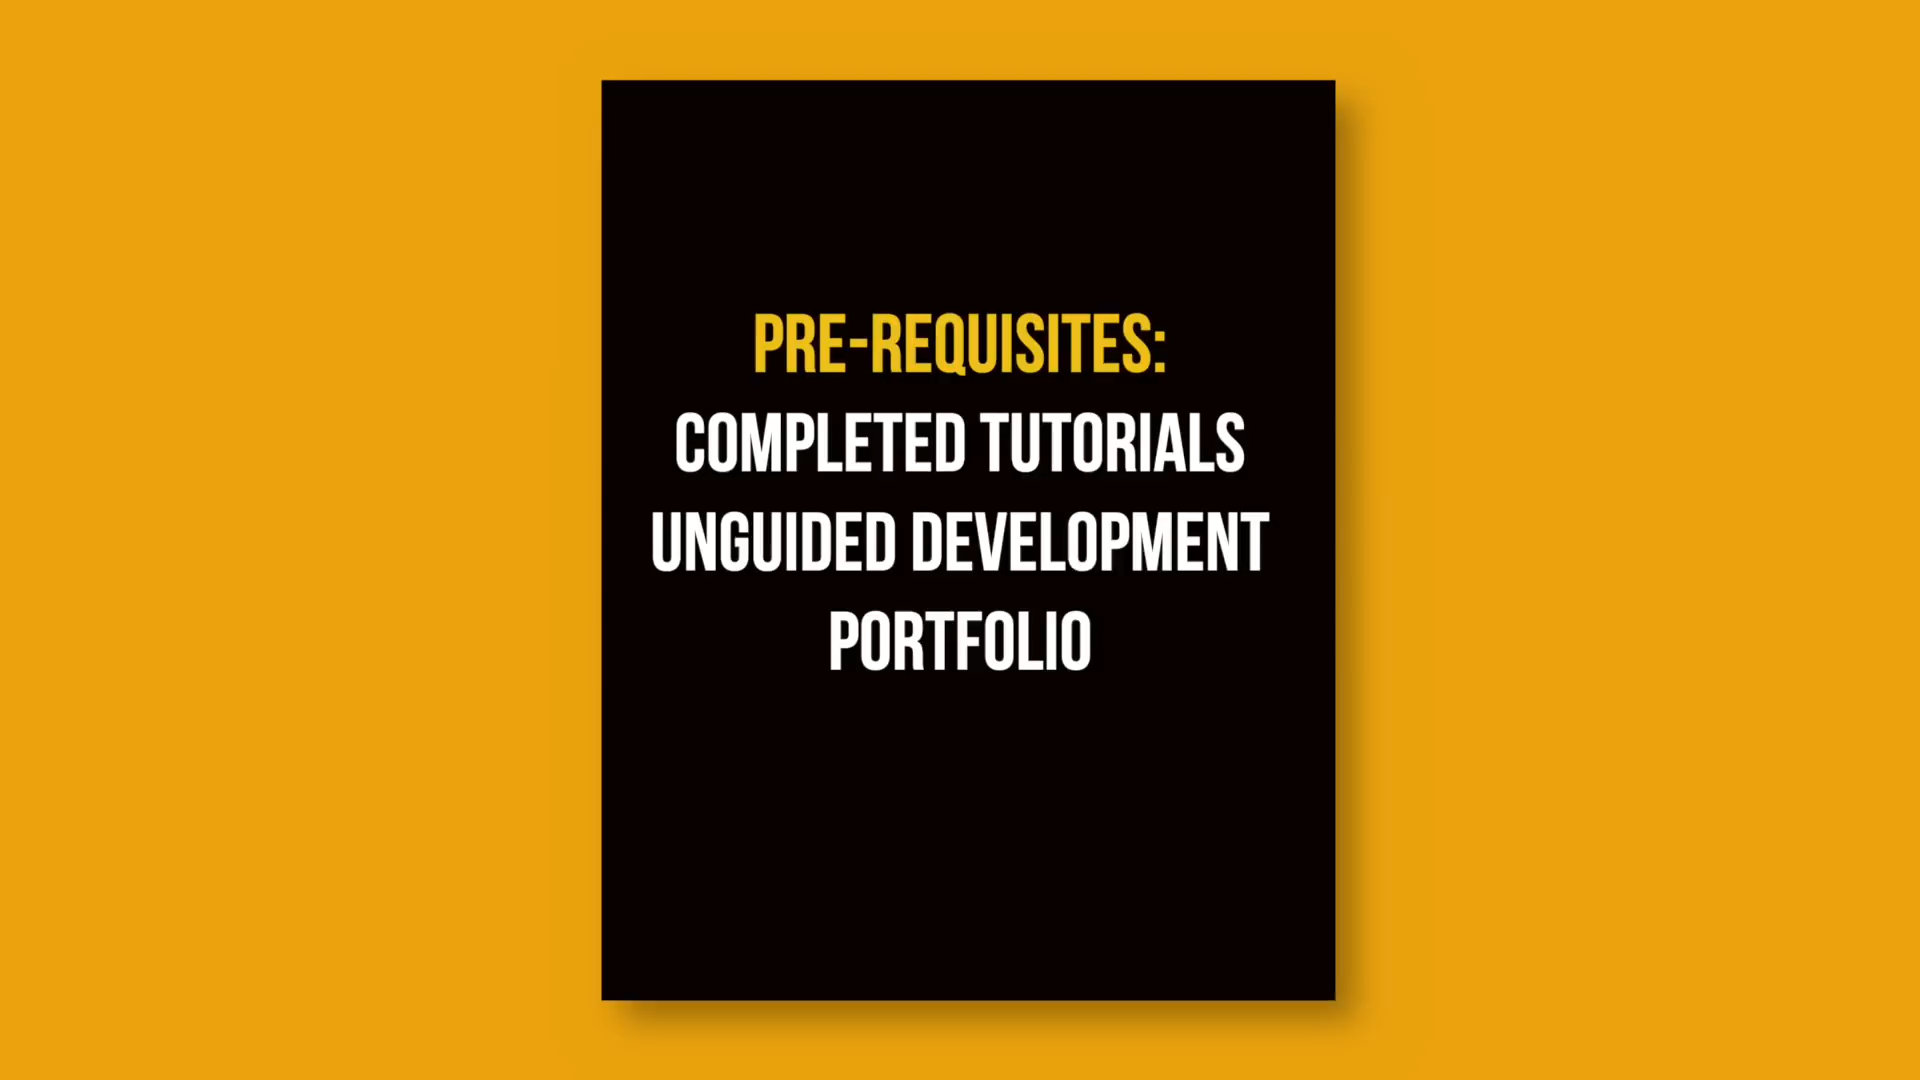 PRE-REQUISITES:
COMPLETED TUTORIALS
UNGUIDED DEVELOPMENT
PORTFOLIO